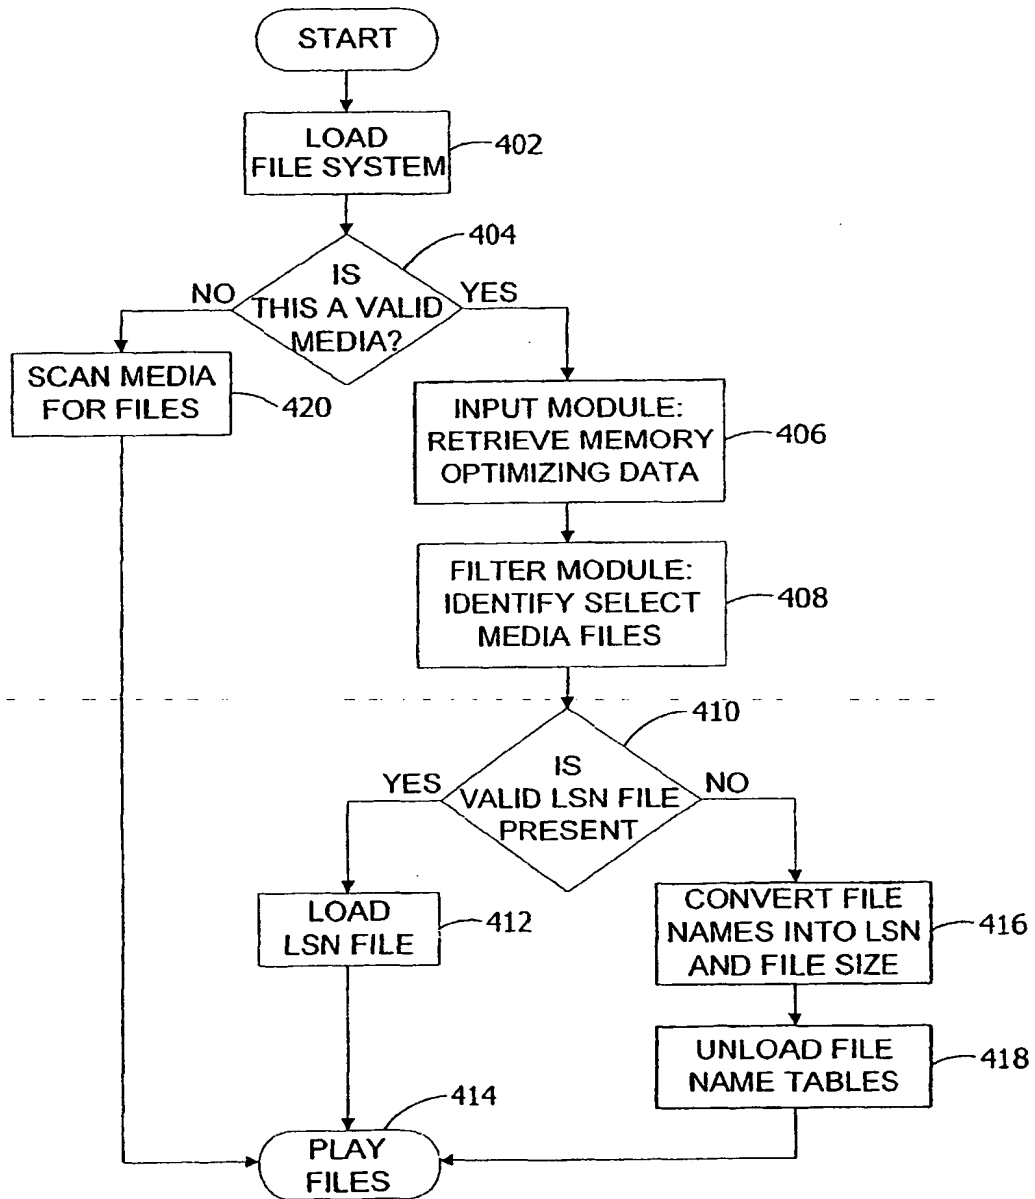 START
LOAD
FILE SYSTEM
402
404
IS
THIS A VALID
MEDIA?
NO
YES
SCAN MEDIA
FOR FILES
420
INPUT MODULE:
RETRIEVE MEMORY
OPTIMIZING DATA
406
FILTER MODULE:
IDENTIFY SELECT
MEDIA FILES
408
410
IS
VALID LSN FILE
PRESENT
YES
NO
LOAD
LSN FILE
412
CONVERT FILE
NAMES INTO LSN
AND FILE SIZE
416
UNLOAD FILE
NAME TABLES
418
414
PLAY
FILES